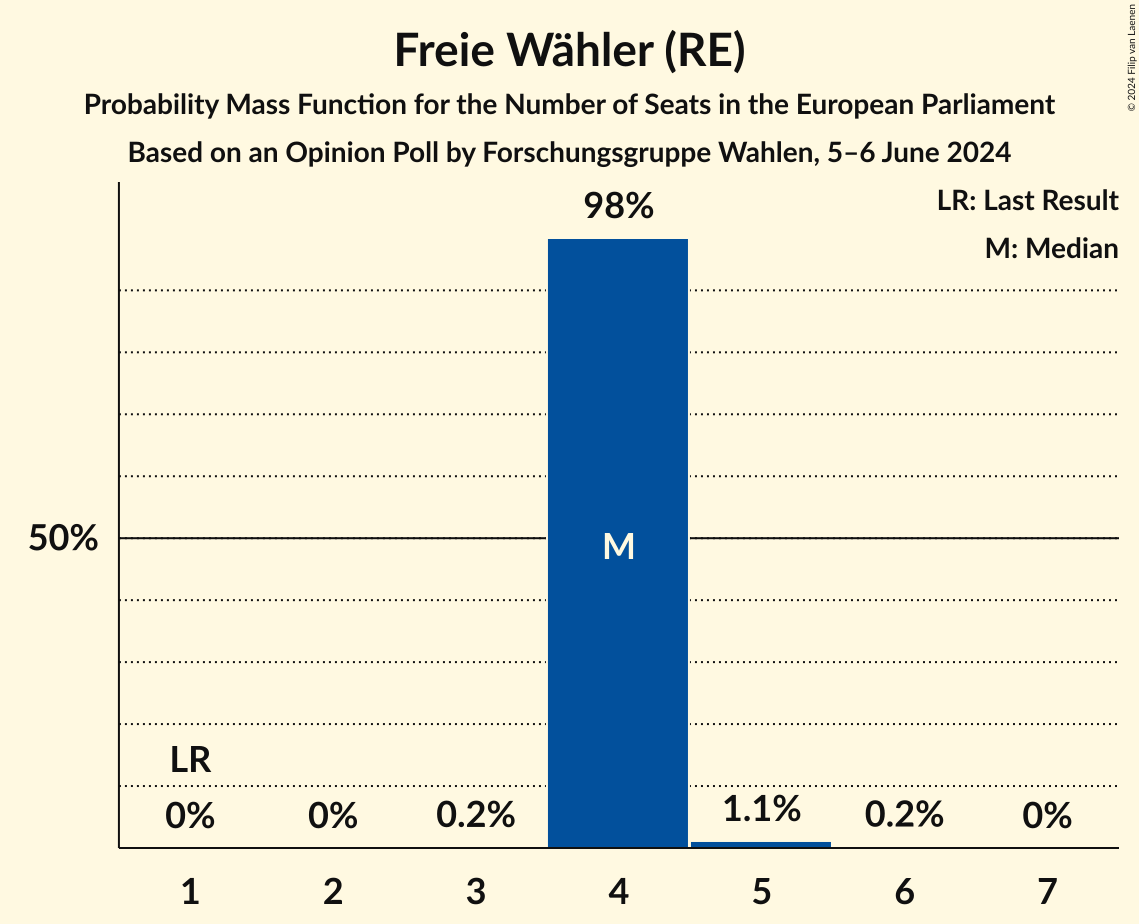 Freie Wähler (RE)
Probability Mass Function for the Number of Seats in the European Parliament
Based on an Opinion Poll by Forschungsgruppe Wahlen, 5–6 June 2024
© 2024 Filip van Laenen
LR: Last Result
M: Median
98%
50%
M
LR
0% 0% 0.2% 1.1% 0.2% 0%
1 2 3 4 5 6 7